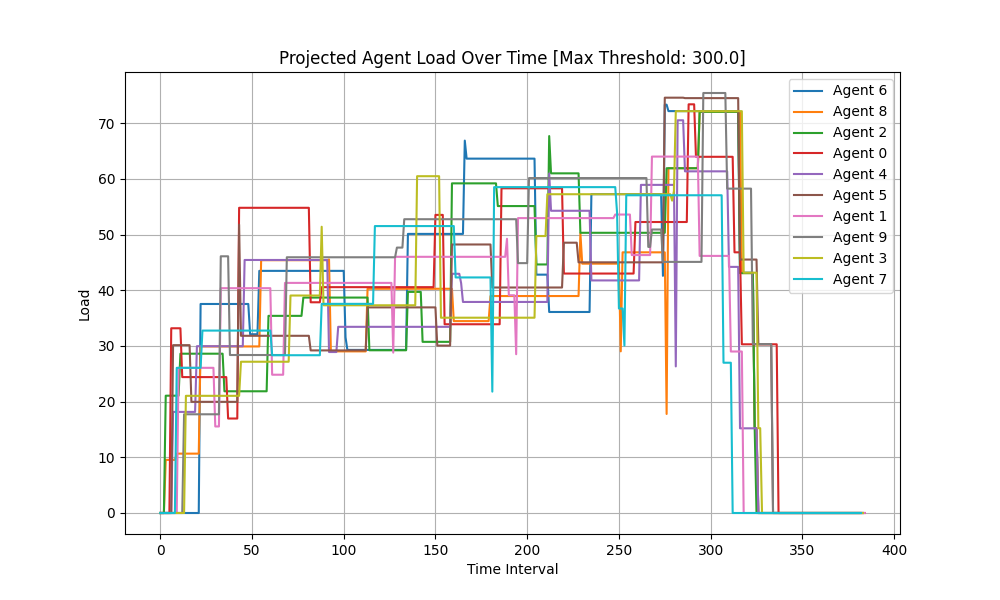 Projected Agent Load Over Time [Max Threshold: 300.0]
Agent 6
Agent 8
Agent 2
Agent 0
Agent 4
Agent 5
Agent 1
Agent 9
Agent 3
Agent 7
Load
70
60
50
40
30
20
10
0
0 50 100 150 200 250 300 350 400
Time Interval